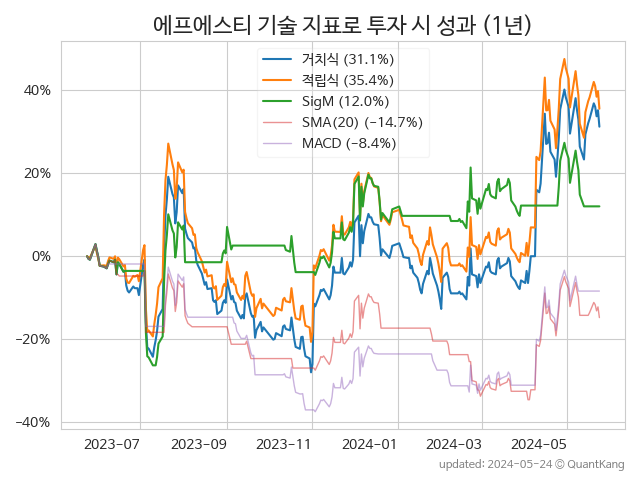 에프에스티 기술 지표로 투자 시 성과 (1년)
거치식 (31.1%)
적립식 (35.4%)
SigM (12.0%)
SMA(20) (−14.7%)
MACD (−8.4%)
40%
20%
0%
−20%
−40%
2023-07 2023-09 2023-11 2024-01 2024-03 2024-05
updated: 2024-05-24 © QuantKang